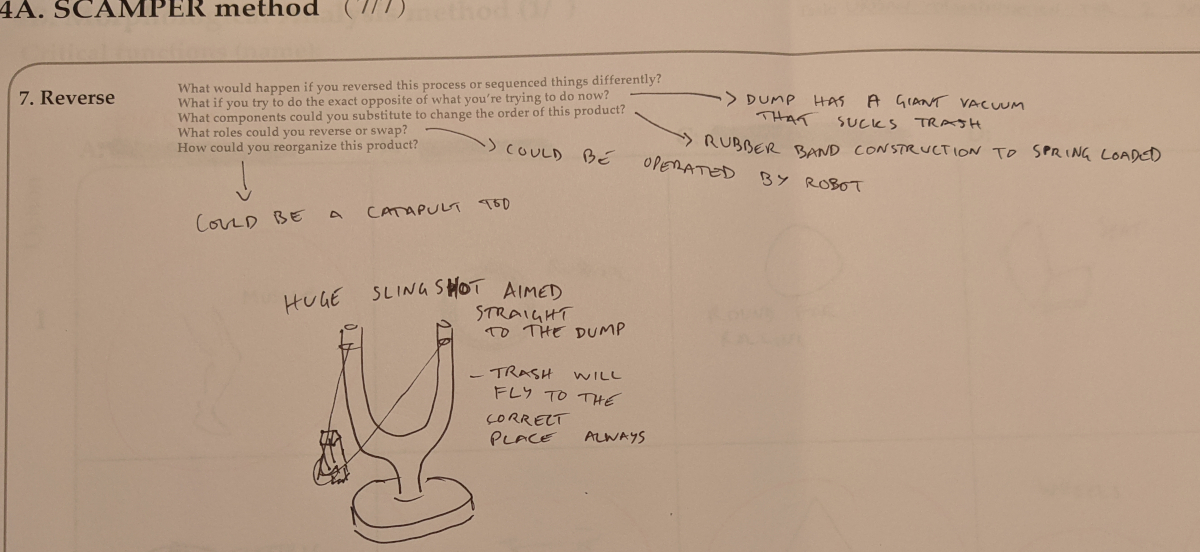 4A. SCAMPER method (7/7)
7. Reverse
What would happen if you reversed this process or sequenced things differently?
What if you try to do the exact opposite of what you're trying to do now?
What components could you substitute to change the order of this product?
What roles could you reverse or swap?
How could you reorganize this product?
DUMP HAS A GIANT VACUUM
THAT SUCKS TRASH
RUBBER BAND CONSTRUCTION TO SPRING LOADED
COULD BE OPERATED BY ROBOT
COULD BE A CATAPULT TOO
HUGE SLINGSHOT AIMED
STRAIGHT
TO THE DUMP
- TRASH WILL
FLY TO THE
CORRECT
PLACE ALWAYS